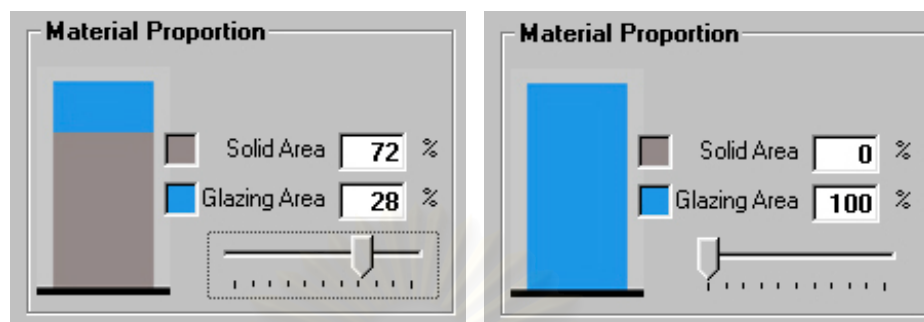 Material Proportion
Solid Area 72 %
Glazing Area 28 %
Material Proportion
Solid Area 0 %
Glazing Area 100 %